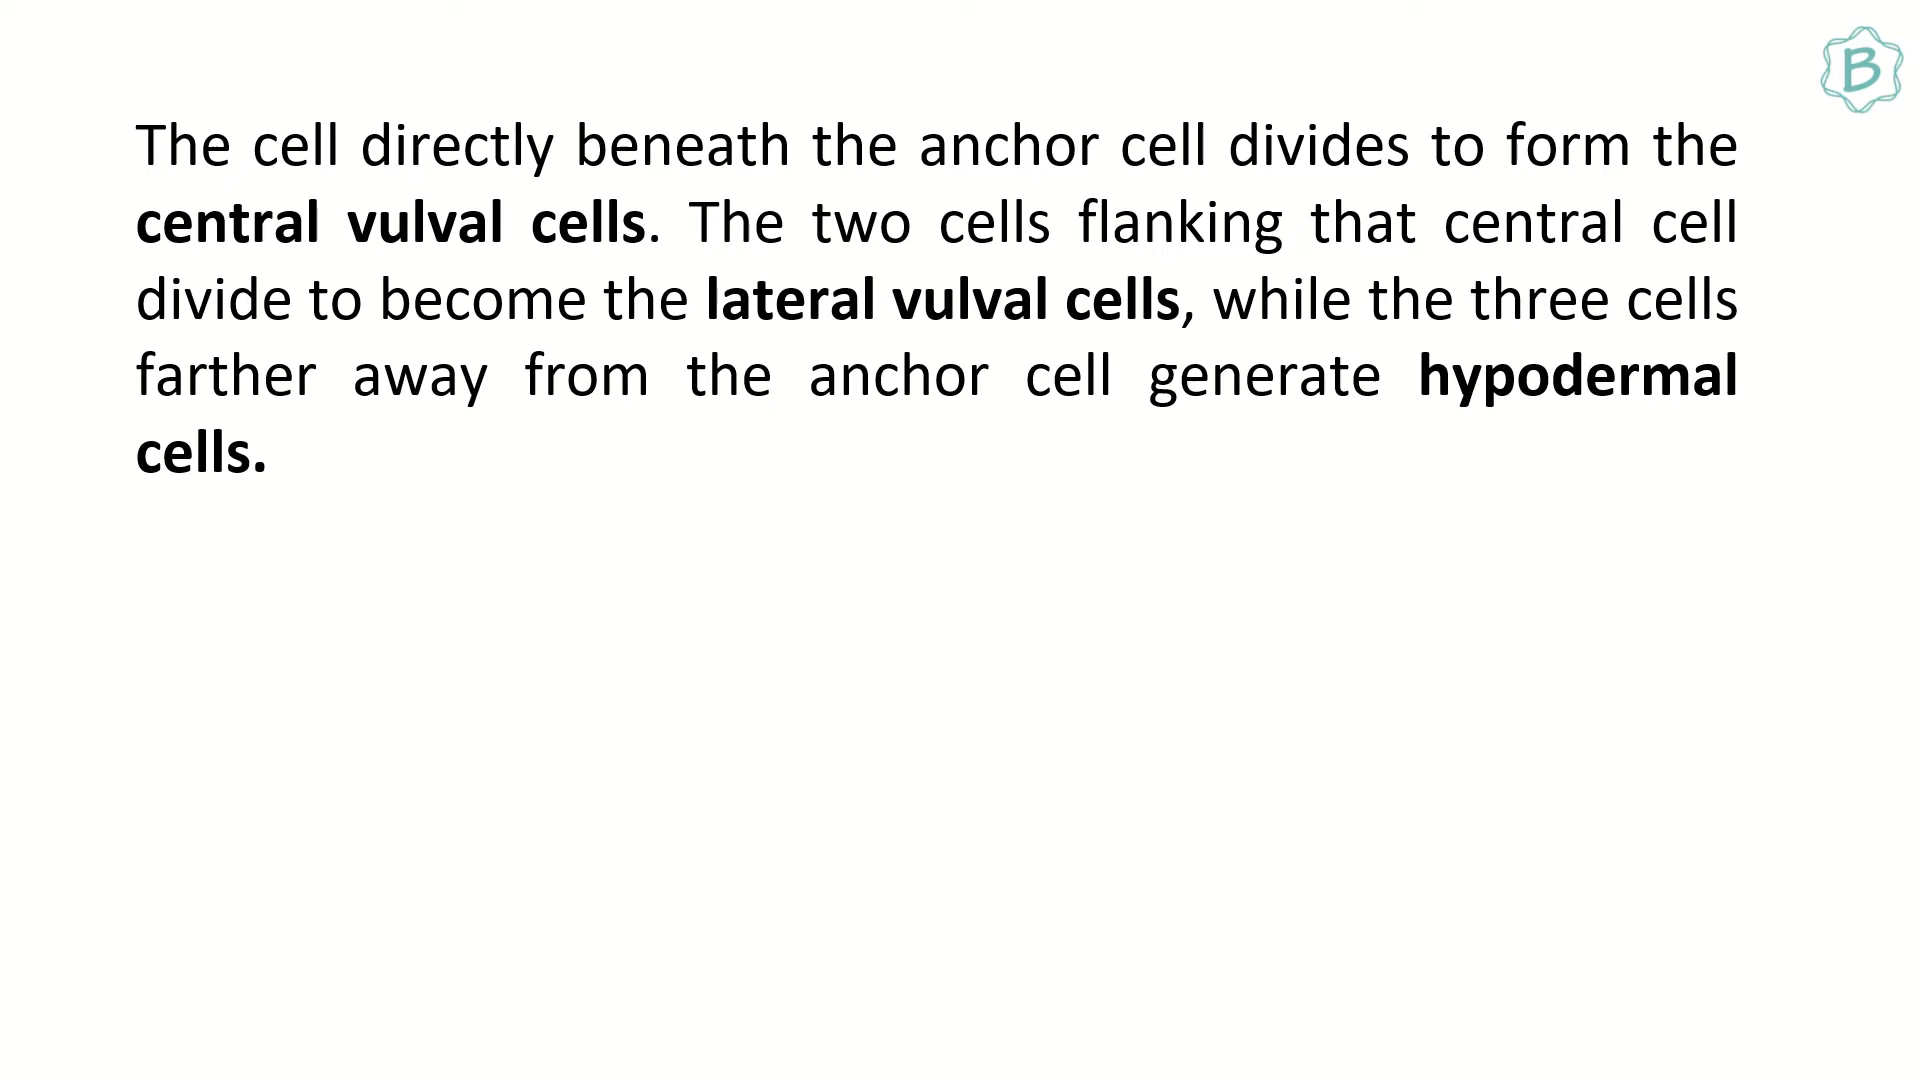 B
The cell directly beneath the anchor cell divides to form the
central vulval cells. The two cells flanking that central cell
divide to become the lateral vulval cells, while the three cells
farther away from the anchor cell generate hypodermal
cells.